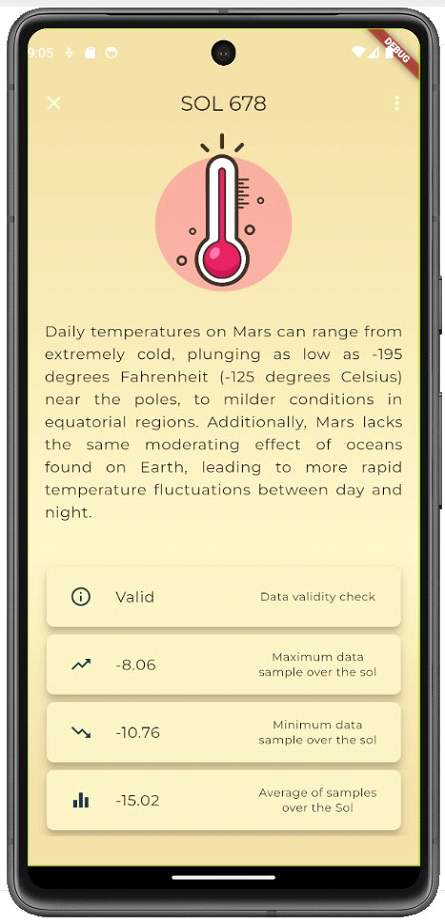 9:05
DEBUG
SOL 678
Daily temperatures on Mars can range from
extremely cold, plunging as low as -195
degrees Fahrenheit (-125 degrees Celsius)
near the poles, to milder conditions in
equatorial regions. Additionally, Mars lacks
the same moderating effect of oceans
found on Earth, leading to more rapid
temperature fluctuations between day and
night.
Valid
Data validity check
-8.06
Maximum data
sample over the sol
-10.76
Minimum data
sample over the sol
-15.02
Average of samples
over the Sol